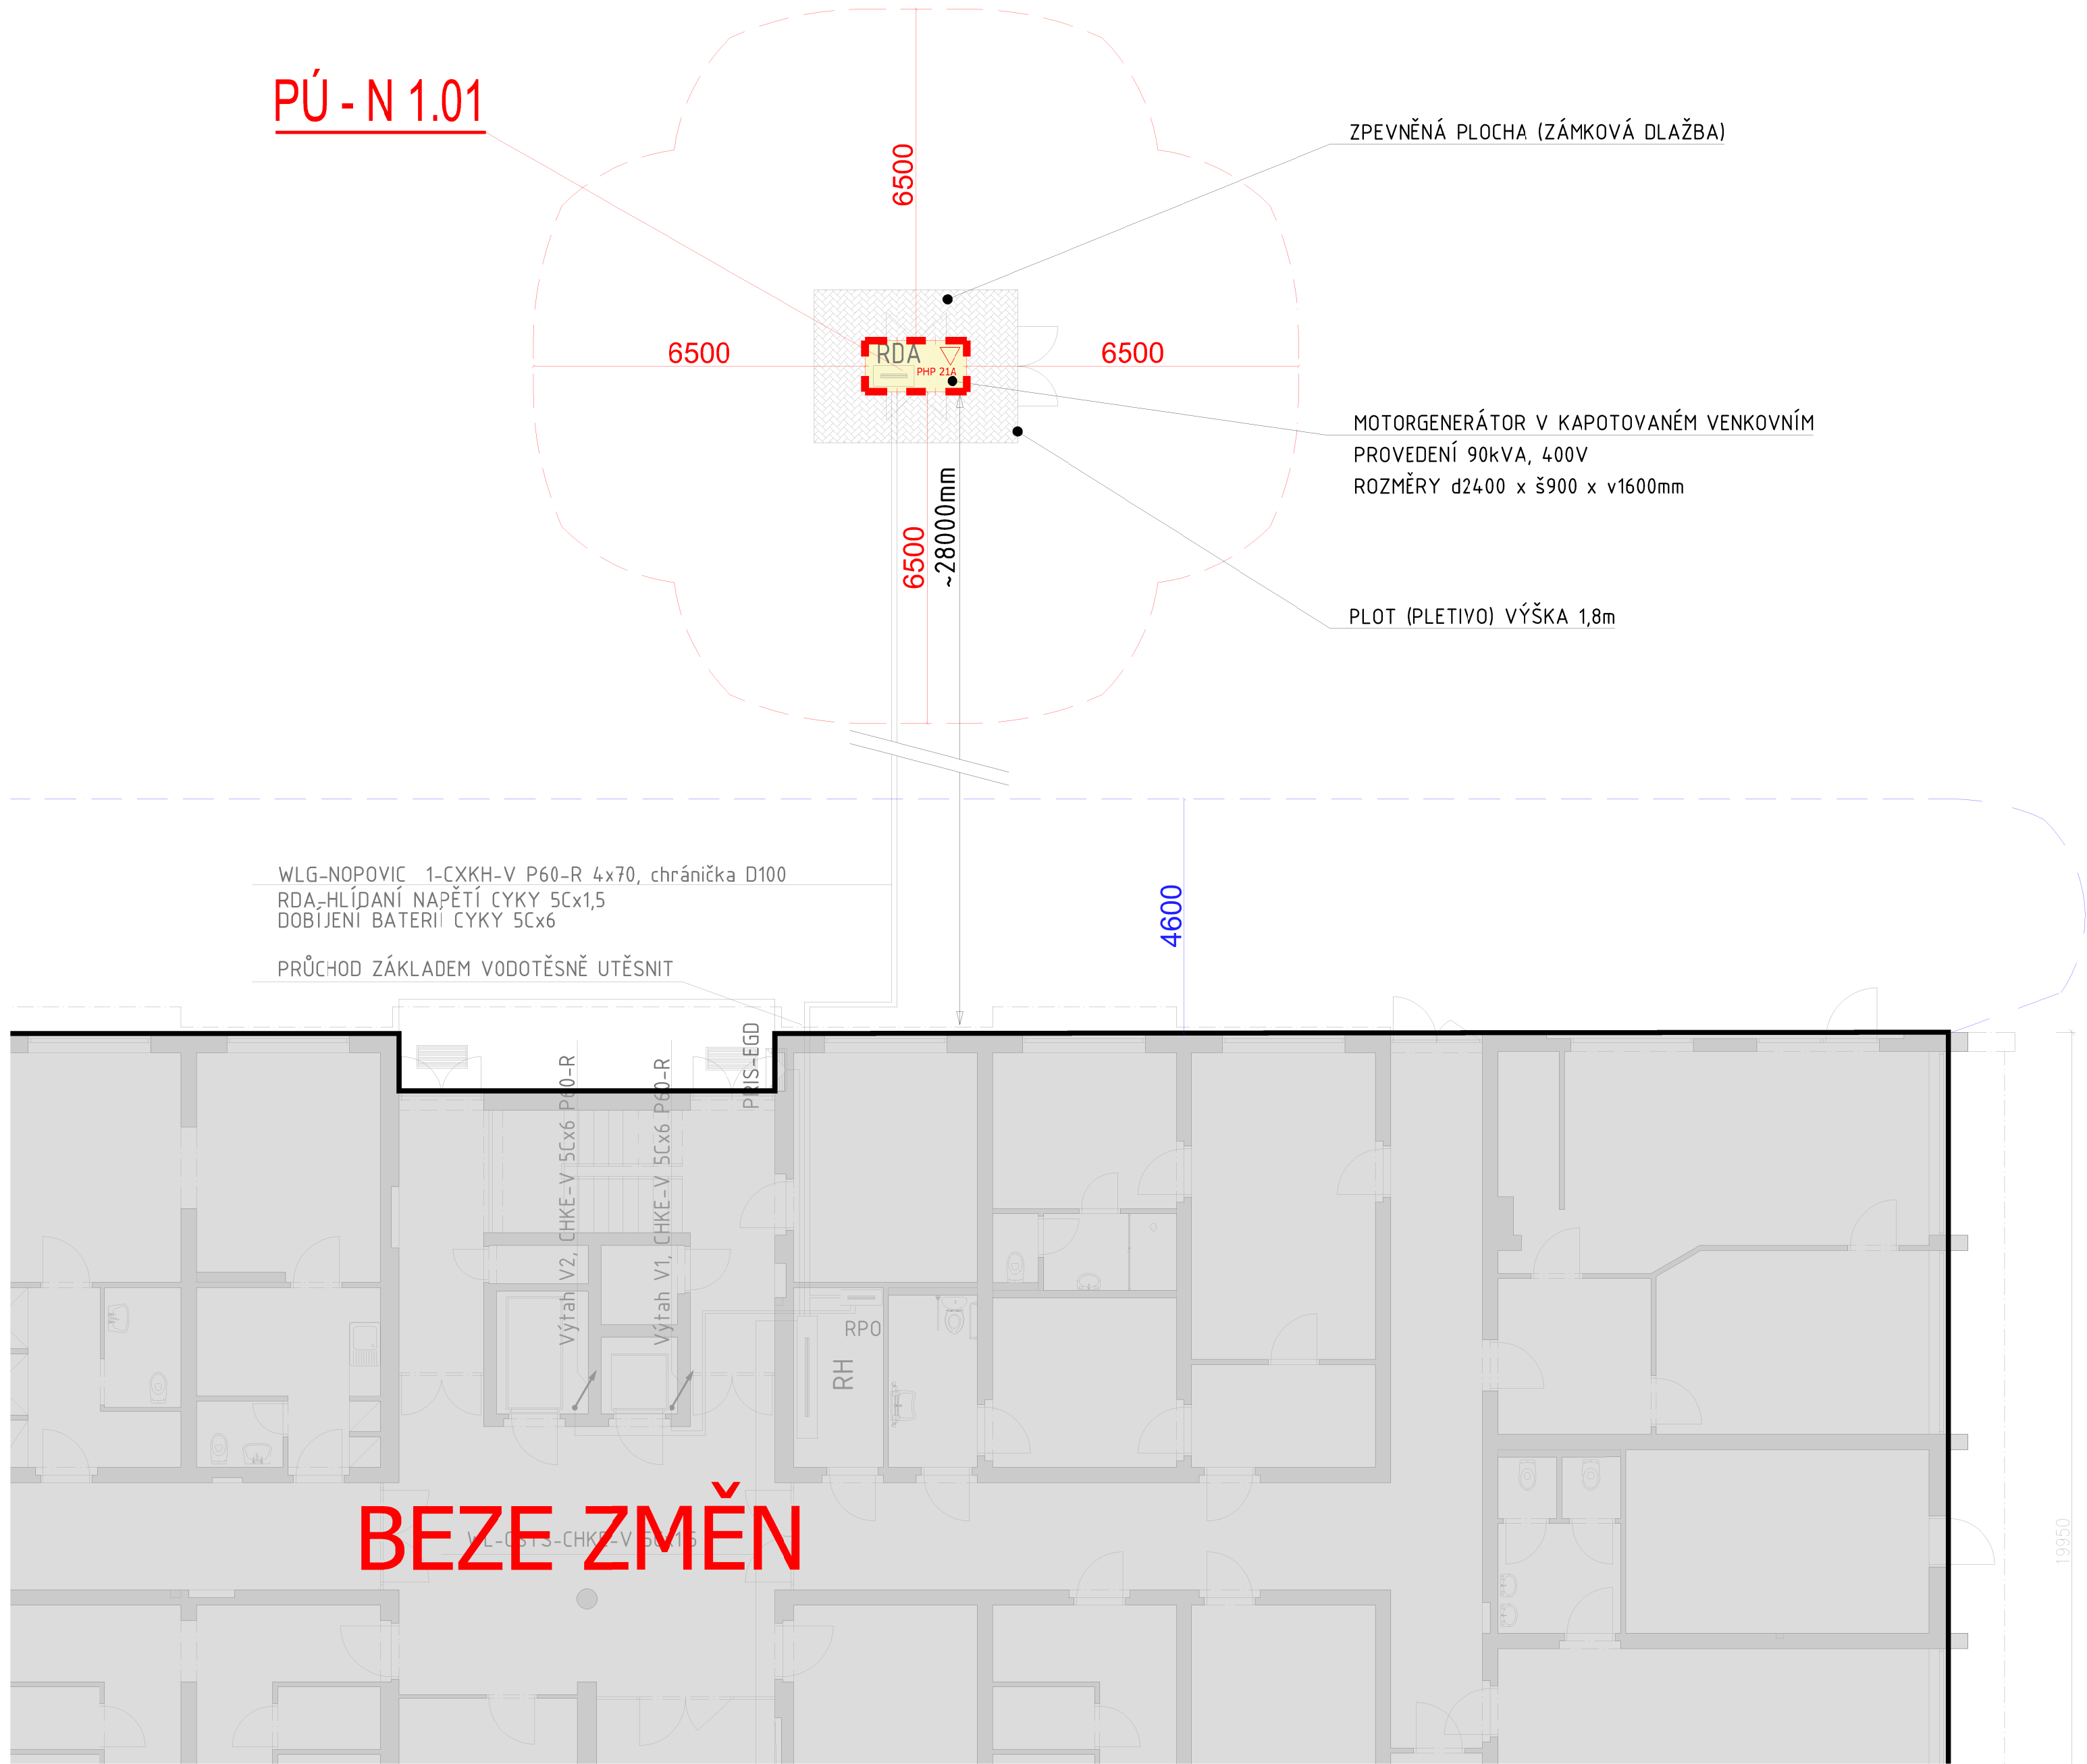 PÚ - N 1.01
6500
ZPEVNĚNÁ PLOCHA (ZÁMKOVÁ DLAŽBA)
6500
RDA
PHP 21A
6500
MOTORGENERÁTOR V KAPOTOVANÉM VENKOVNÍM
PROVEDENÍ 90kVA, 400V
ROZMĚRY d2400 x š900 x v1600mm
6500
~28000mm
PLOT (PLETIVO) VÝŠKA 1,8m
WLG-NOPOVIC 1-CXKH-V P60-R 4x70, chránička D100
RDA-HLÍDANÍ NAPĚTÍ CYKY 5Cx1,5
DOBÍJENÍ BATERIÍ CYKY 5Cx6
4600
PRŮCHOD ZÁKLADEM VODOTĚSNĚ UTĚSNIT
PRIS-EGD
Výtah V2, CHKE-V 5Cx6 P60-R
Výtah V1, CHKE-V 5Cx6 P60-R
RPO
RH
BEZE ZMĚN
19950